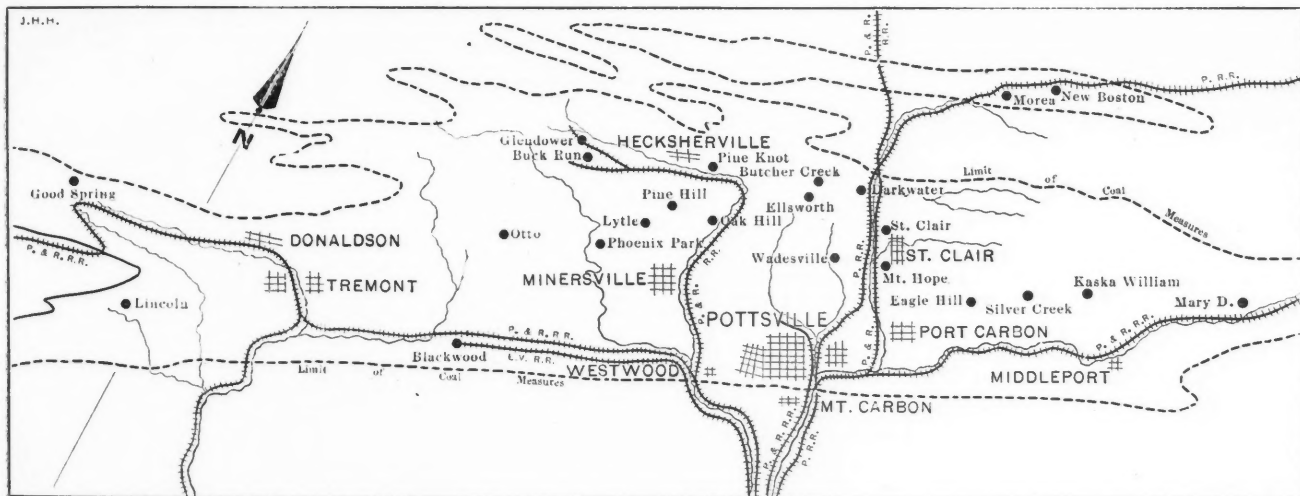 J.H.H.
P. & R. R.R.
P. R.R.
Morea
New Boston
N
Glendower
HECKSHERVILLE
Buck Run
Pine Knot
Butcher Creek
Limit of Coal Measures
Good Spring
Darkwater
Pine Hill
Ellsworth
Lytle
Oak Hill
St. Clair
DONALDSON
Otto
Phoenix Park
P. & R. R.R.
ST. CLAIR
P. & R. R.R.
Wadesville
Mt. Hope
TREMONT
MINERSVILLE
P. & R. R.R.
Kaska William
Lincoln
Eagle Hill
Silver Creek
Mary D.
POTTSVILLE
PORT CARBON
P. & R. R.R.
P. & R. R.R.
P. & R.
Blackwood
L.V. R.R.
WESTWOOD
MIDDLEPORT
Limit of Coal Measures
MT. CARBON
P. & R. R.R.
P. R.R.